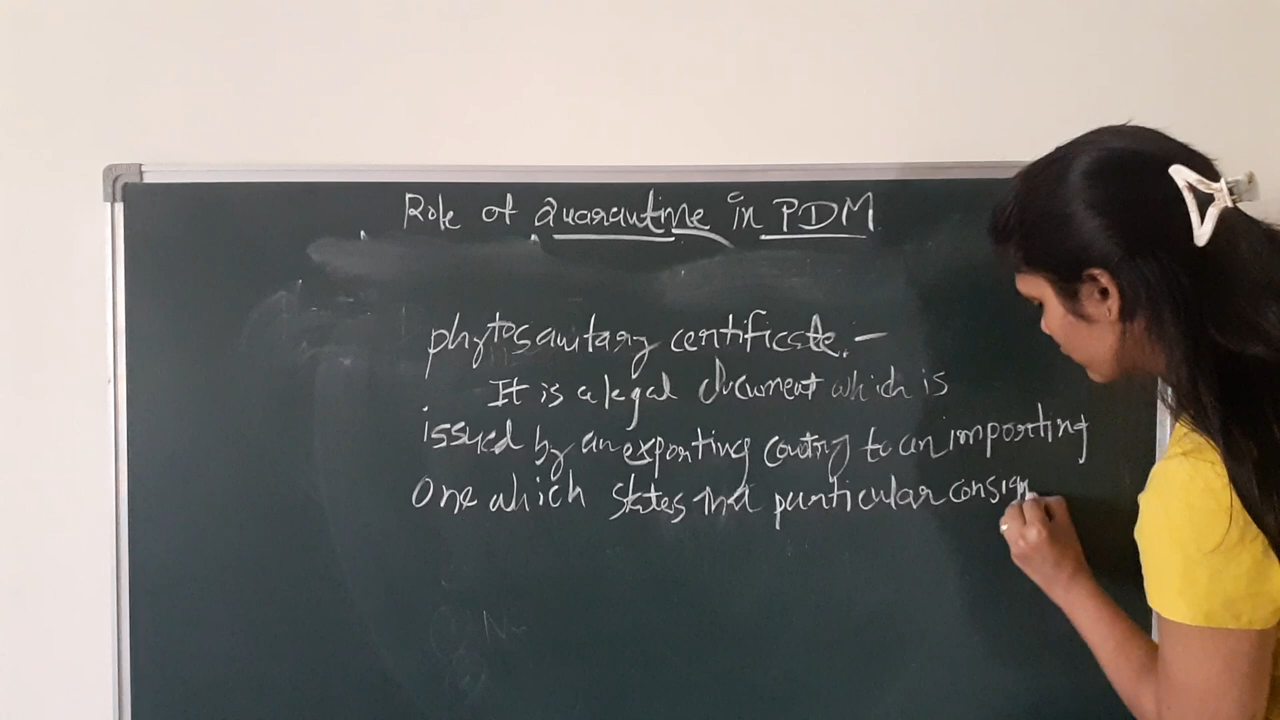 Role of Quarantine in PDM
phytosanitary certificate. -
It is a legal document which is
issued by an exporting country to an importing
One which states that particular consign